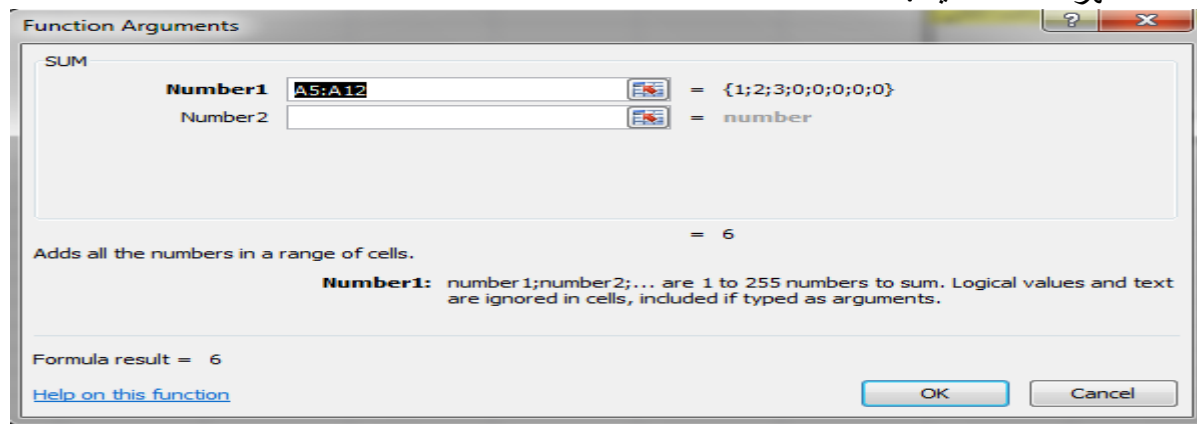 Function Arguments
SUM
Number1 A5:A12 = {1;2;3;0;0;0;0;0}
Number2 = number
= 6
Adds all the numbers in a range of cells.
Number1: number1;number2;... are 1 to 255 numbers to sum. Logical values and text
are ignored in cells, included if typed as arguments.
Formula result = 6
Help on this function
OK Cancel